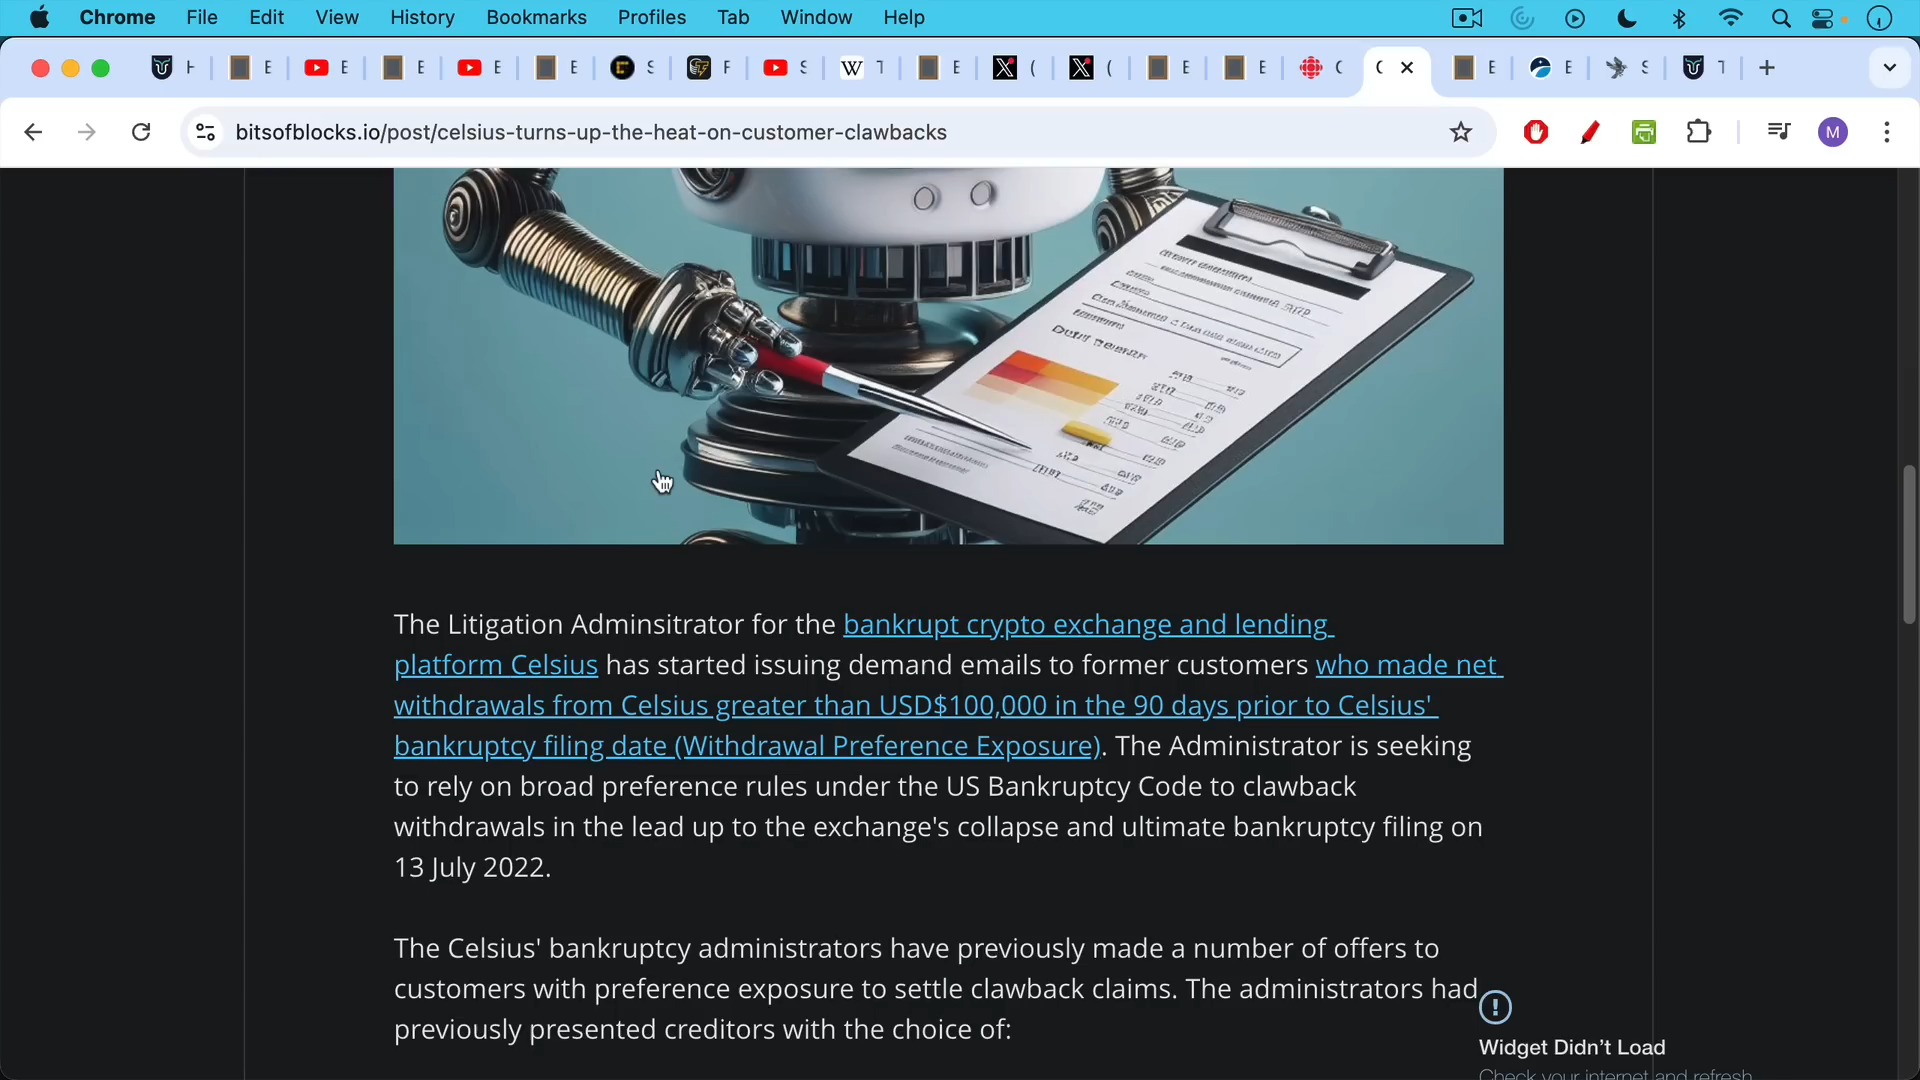 Chrome File Edit View History Bookmarks Profiles Tab Window Help
bitsofblocks.io/post/celsius-turns-up-the-heat-on-customer-clawbacks
M
The Litigation Adminsitrator for the bankrupt crypto exchange and lending
platform Celsius has started issuing demand emails to former customers who made net
withdrawals from Celsius greater than USD$100,000 in the 90 days prior to Celsius'
bankruptcy filing date (Withdrawal Preference Exposure). The Administrator is seeking
to rely on broad preference rules under the US Bankruptcy Code to clawback
withdrawals in the lead up to the exchange's collapse and ultimate bankruptcy filing on
13 July 2022.
The Celsius' bankruptcy administrators have previously made a number of offers to
customers with preference exposure to settle clawback claims. The administrators had
previously presented creditors with the choice of:
Widget Didn't Load
Check your internet and refresh